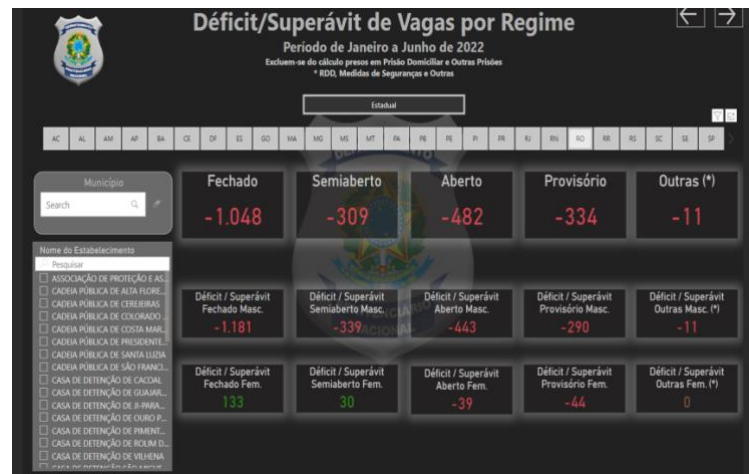 Déficit/Superávit de Vagas por Regime
Período de Janeiro a Junho de 2022
Excluem-se do cálculo presos em Prisão Domiciliar e Outras Prisões
* RDD, Medidas de Seguranças e Outras
Estadual
AC AL AM AP BA CE DF ES GO MA MG MS MT PA PB PE PI PR RJ RN RO RR RS SC SE SP
Município
Search
Fechado
-1.048
Semiaberto
-309
Aberto
-482
Provisório
-334
Outras (*)
-11
Nome do Estabelecimento
Pesquisar
ASSOCIAÇÃO DE PROTEÇÃO E AS...
CADEIA PÚBLICA DE ALTA FLORE...
CADEIA PÚBLICA DE CEREJEIRAS
CADEIA PÚBLICA DE COLORADO ...
CADEIA PÚBLICA DE COSTA MAR...
CADEIA PÚBLICA DE PRESIDENTE...
CADEIA PÚBLICA DE SANTA LUZIA
CADEIA PÚBLICA DE SÃO FRANCI...
CASA DE DETENÇÃO DE CACOAL
CASA DE DETENÇÃO DE GUAJAR...
CASA DE DETENÇÃO DE JI-PARA...
CASA DE DETENÇÃO DE OURO P...
CASA DE DETENÇÃO DE PIMENT...
CASA DE DETENÇÃO DE ROLIM D...
CASA DE DETENÇÃO DE VILHENA
Déficit / Superávit
Fechado Masc.
-1.181
Déficit / Superávit
Semiaberto Masc.
-339
Déficit / Superávit
Aberto Masc.
-443
Déficit / Superávit
Provisório Masc.
-290
Déficit / Superávit
Outras Masc. (*)
-11
Déficit / Superávit
Fechado Fem.
133
Déficit / Superávit
Semiaberto Fem.
30
Déficit / Superávit
Aberto Fem.
-39
Déficit / Superávit
Provisório Fem.
-44
Déficit / Superávit
Outras Fem. (*)
0